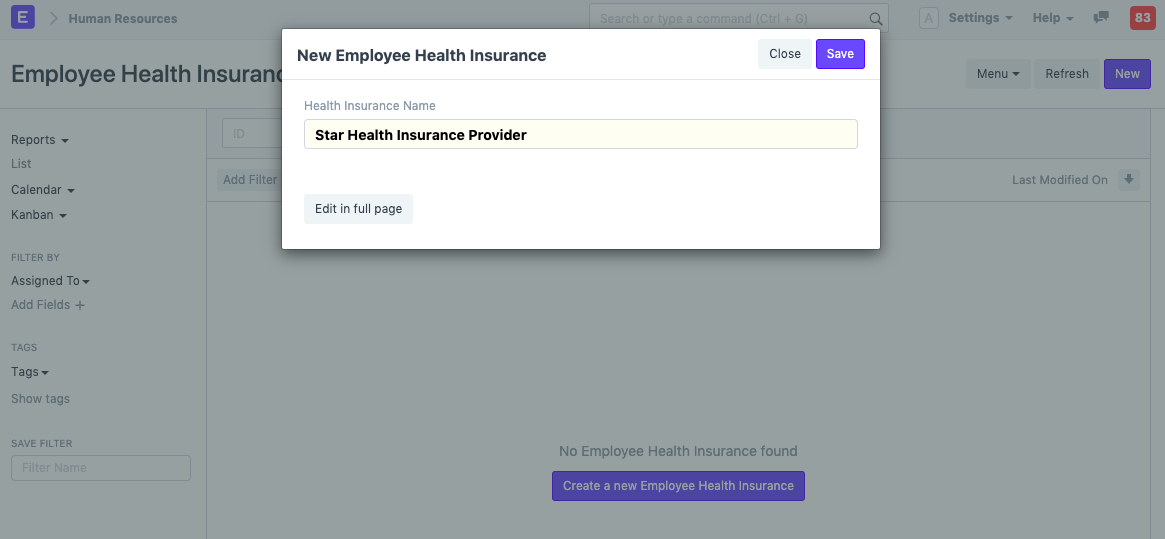 E Human Resources Search or type a command (Ctrl + G) A Settings Help 83
New Employee Health Insurance Close Save
Employee Health Insuranc Menu Refresh New
Health Insurance Name
Star Health Insurance Provider
Edit in full page
Reports
List
Calendar
Kanban
FILTER BY
Assigned To
Add Fields +
TAGS
Tags
Show tags
SAVE FILTER
Filter Name
ID
Add Filter Last Modified On
No Employee Health Insurance found
Create a new Employee Health Insurance